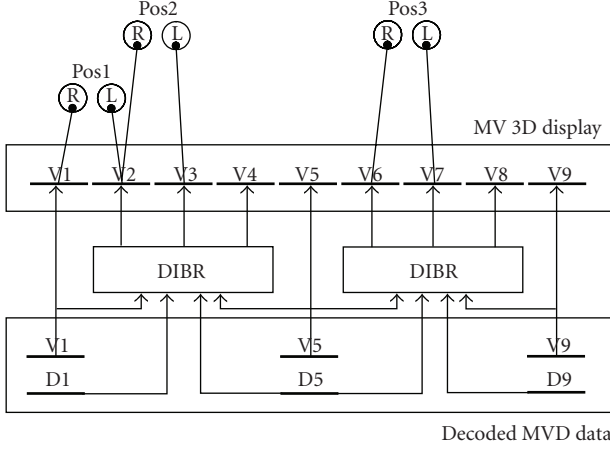 Pos2
Pos3
R L
R L
Pos1
R L
MV 3D display
V1 V2 V3 V4 V5 V6 V7 V8 V9
DIBR DIBR
V1 V5 V9
D1 D5 D9
Decoded MVD data